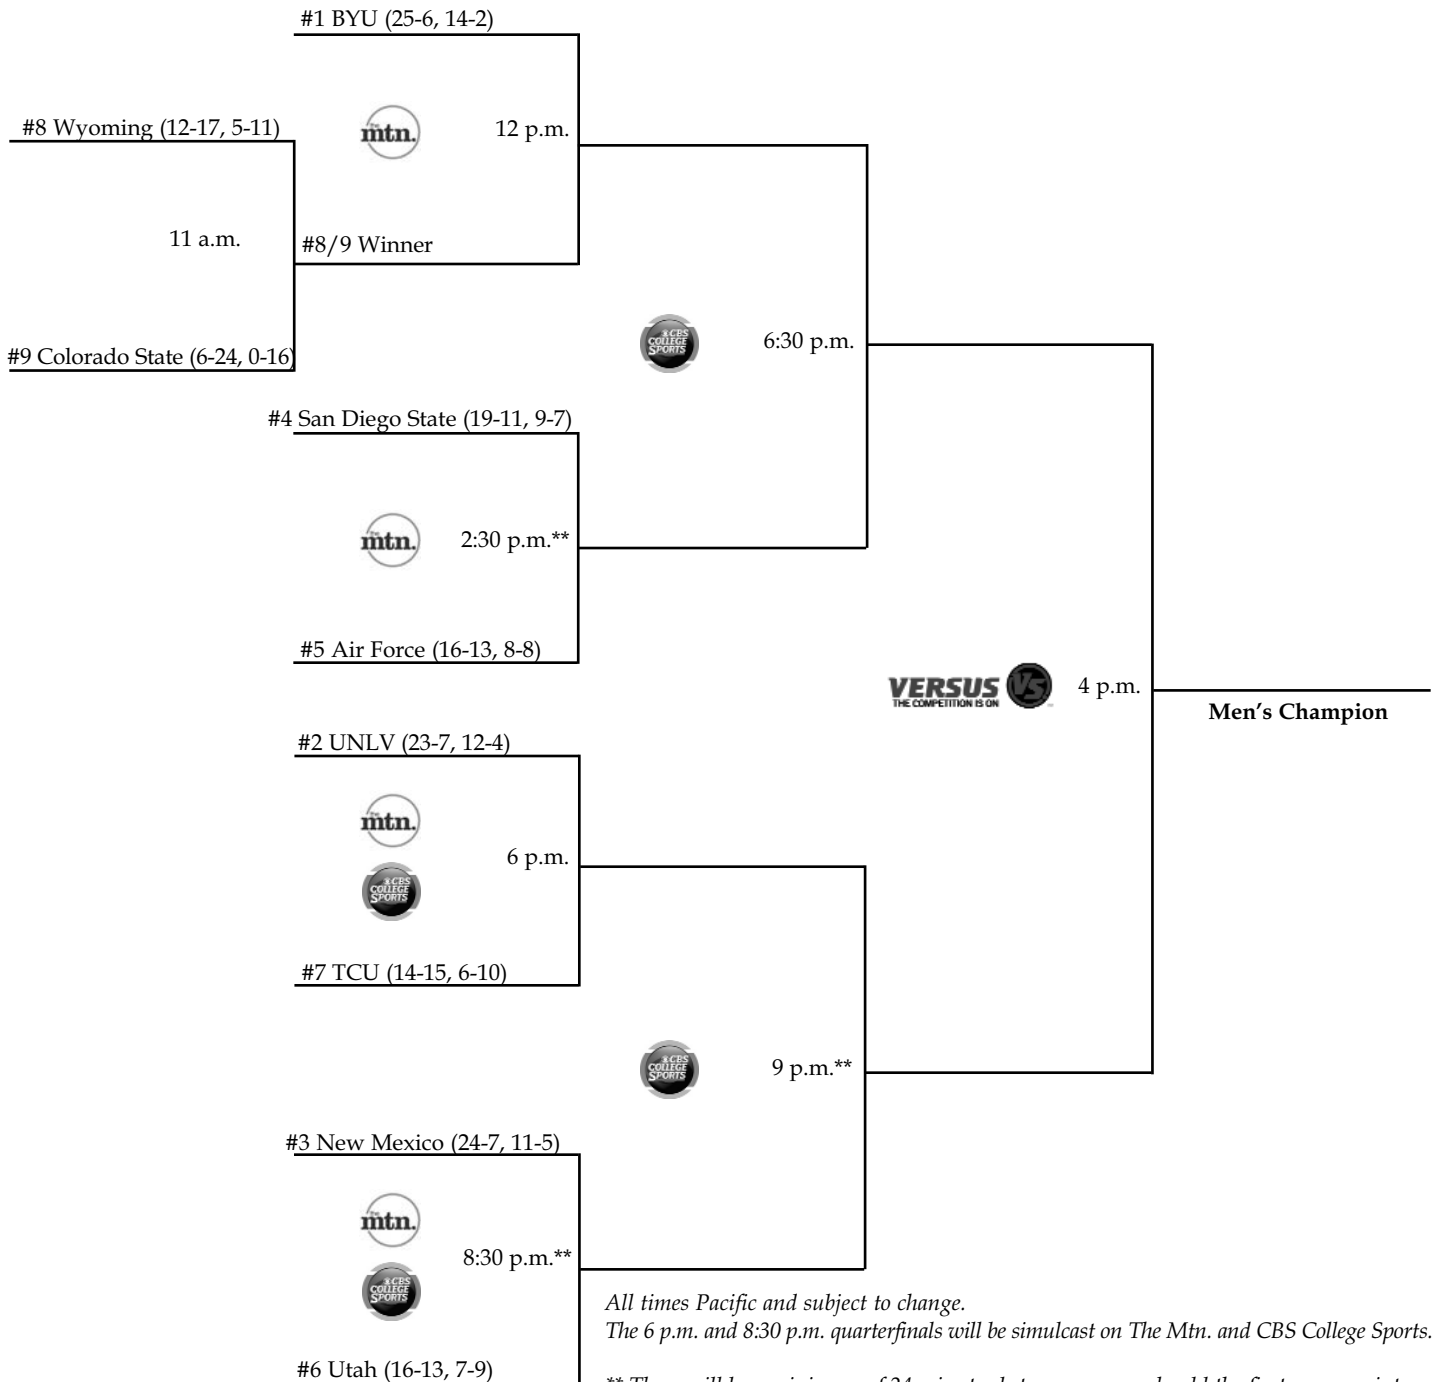 #1 BYU (25-6, 14-2)
The mtn.
12 p.m.
#8 Wyoming (12-17, 5-11)
11 a.m.
#8/9 Winner
#9 Colorado State (6-24, 0-16)
CBS COLLEGE SPORTS
6:30 p.m.
#4 San Diego State (19-11, 9-7)
The mtn.
2:30 p.m.**
#5 Air Force (16-13, 8-8)
VERSUS VS
THE COMPETITION IS ON
4 p.m.
Men's Champion
#2 UNLV (23-7, 12-4)
The mtn.
CBS COLLEGE SPORTS
6 p.m.
#7 TCU (14-15, 6-10)
CBS COLLEGE SPORTS
9 p.m.**
#3 New Mexico (24-7, 11-5)
The mtn.
CBS COLLEGE SPORTS
8:30 p.m.**
#6 Utah (16-13, 7-9)
All times Pacific and subject to change.
The 6 p.m. and 8:30 p.m. quarterfinals will be simulcast on The Mtn. and CBS College Sports.